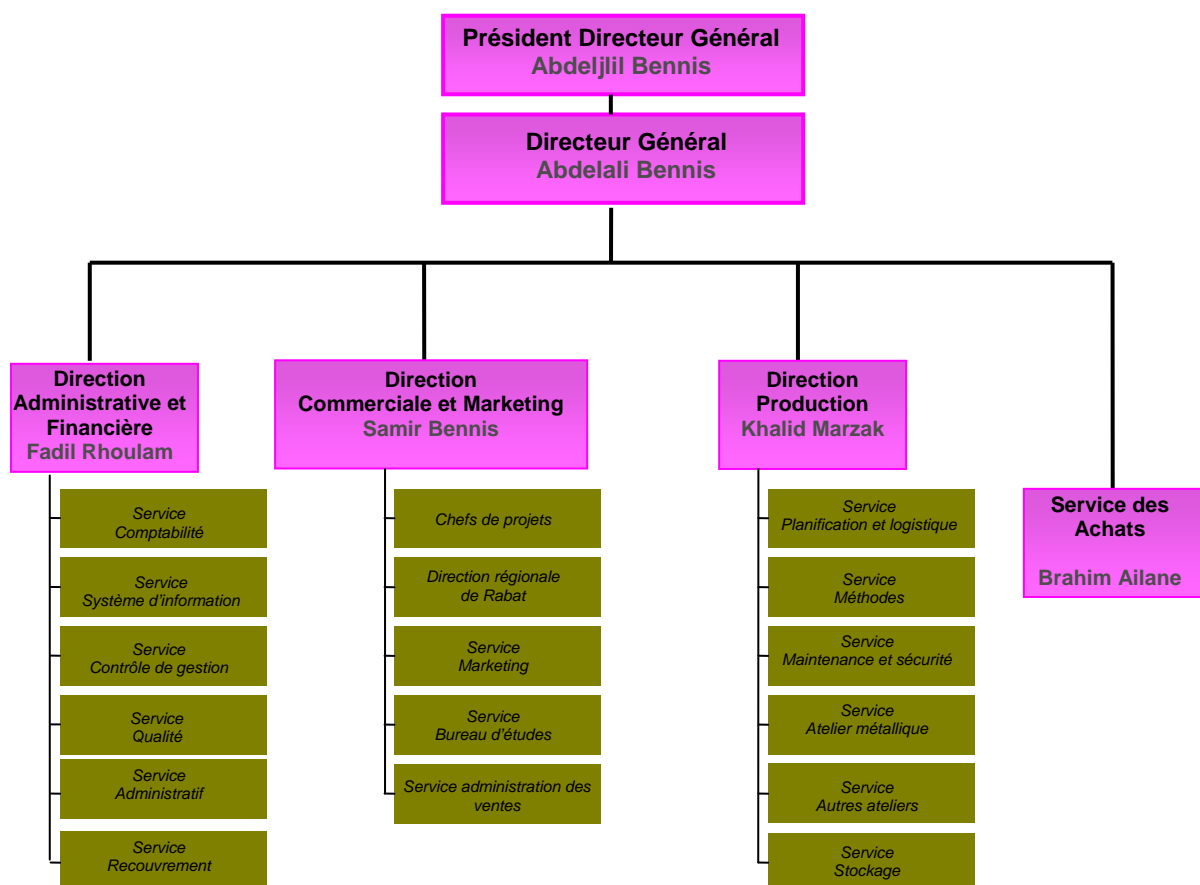 Président Directeur Général
Abdeljlil Bennis
Directeur Général
Abdelali Bennis
Direction
Administrative et
Financière
Fadil Rhoulam
Service
Comptabilité
Service
Système d’information
Service
Contrôle de gestion
Service
Qualité
Service
Administratif
Service
Recouvrement
Direction
Commerciale et Marketing
Samir Bennis
Chefs de projets
Direction régionale
de Rabat
Service
Marketing
Service
Bureau d’études
Service administration des
ventes
Direction
Production
Khalid Marzak
Service
Planification et logistique
Service
Méthodes
Service
Maintenance et sécurité
Service
Atelier métallique
Service
Autres ateliers
Service
Stockage
Service des
Achats
Brahim Ailane